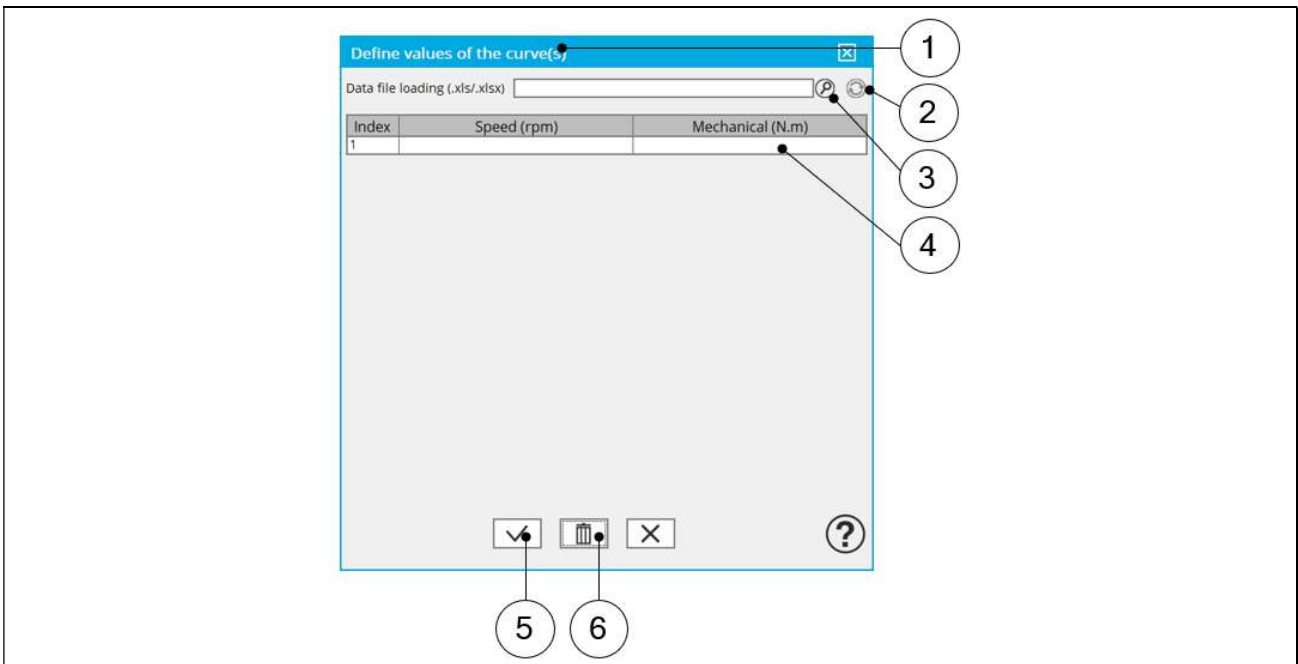 Define values of the curve(s)
1
Data file loading (.xls/.xlsx)
2
Index Speed (rpm) Mechanical (N.m)
1
3
4
?
5 6